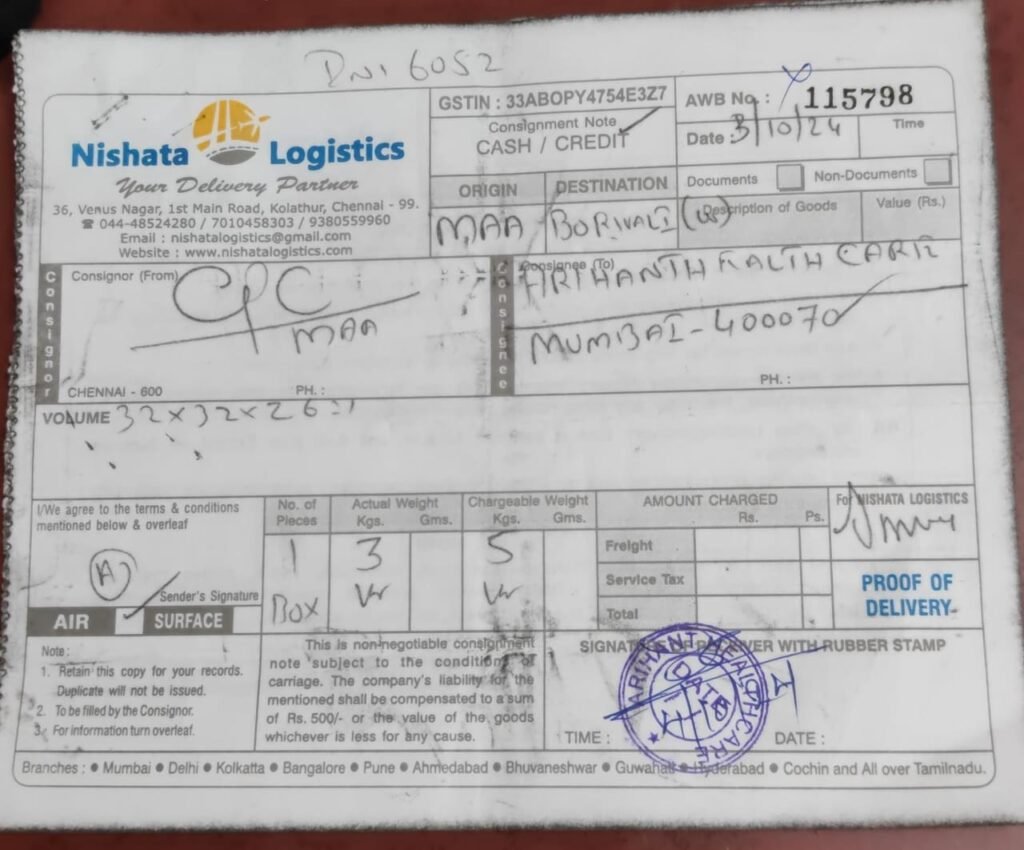 DNI 6052
Nishata Logistics
Your Delivery Partner
36, Venus Nagar, 1st Main Road, Kolathur, Chennai - 99.
☎ 044-48524280 / 7010458303 / 9380559960
Email : nishatalogistics@gmail.com
Website : www.nishatalogistics.com
GSTIN : 33ABOPY4754E3Z7
Consignment Note
CASH / CREDIT
ORIGIN DESTINATION
MAA BORIVALI (W)
AWB No. : 115798
Date 3/10/24 Time
Documents Non-Documents
Description of Goods Value (Rs.)
Consignor
Consignor (From)
CPC
MAA
CHENNAI - 600 PH. :
Consignee
Consignee (To)
ARIHANT HEALTH CARE
MUMBAI - 400070
PH. :
VOLUME 32x32x26
I/We agree to the terms & conditions
mentioned below & overleaf
(A)
Sender's Signature
AIR SURFACE
No. of Pieces
1
Box
Actual Weight
Kgs. Gms.
3
Chargeable Weight
Kgs. Gms.
5
AMOUNT CHARGED
Rs. Ps.
Freight
Service Tax
Total
For NISHATA LOGISTICS
PROOF OF
DELIVERY
Note :
1. Retain this copy for your records.
Duplicate will not be issued.
2. To be filled by the Consignor.
3. For information turn overleaf.
This is non-negotiable consignment
note subject to the condition of
carriage. The company's liability for the
mentioned shall be compensated to a sum
of Rs. 500/- or the value of the goods
whichever is less for any cause.
SIGNATURE OF RECEIVER WITH RUBBER STAMP
ARIHANT HEALTHCARE
TIME : DATE :
Branches : ● Mumbai ● Delhi ● Kolkatta ● Bangalore ● Pune ● Ahmedabad ● Bhuvaneshwar ● Guwahati ● Hyderabad ● Cochin and All over Tamilnadu.